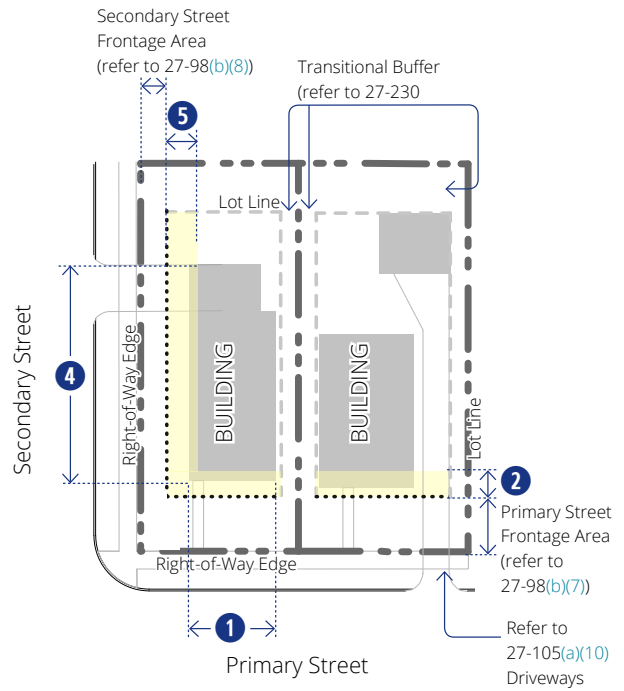 Secondary Street
Frontage Area
(refer to 27-98(b)(8))
Transitional Buffer
(refer to 27-230
5
Lot Line
Secondary Street
4
Right-of-Way Edge
BUILDING
BUILDING
Lot Line
2
Primary Street
Frontage Area
(refer to
27-98(b)(7))
Right-of-Way Edge
1
Refer to
27-105(a)(10)
Driveways
Primary Street